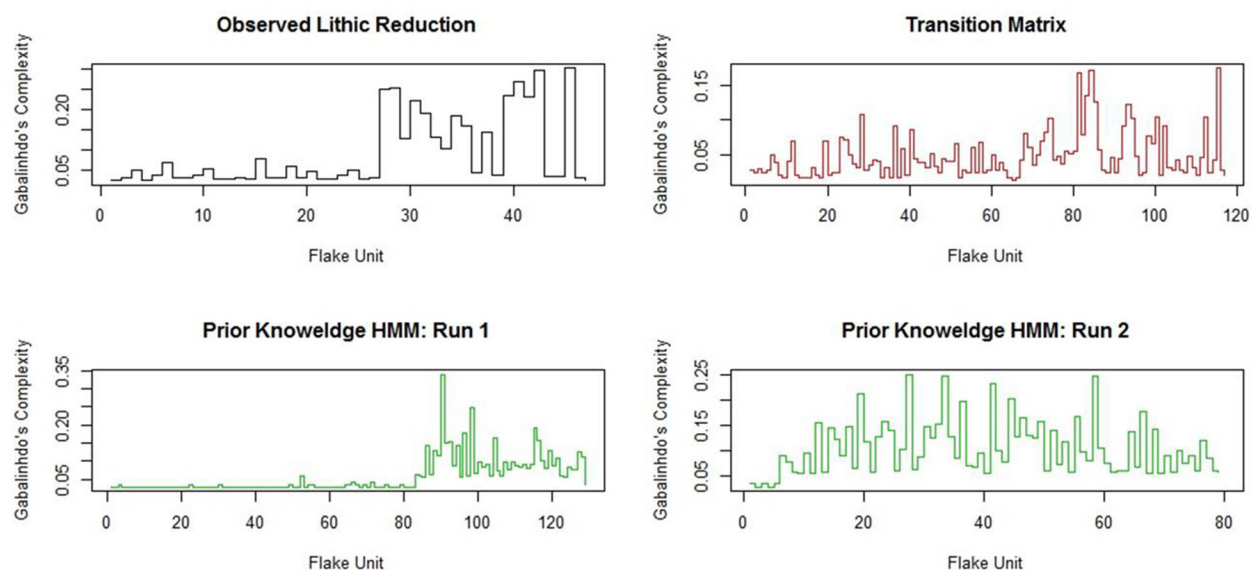 Observed Lithic Reduction
Gabalinhdo's Complexity
0.05 0.20
0 10 20 30 40
Flake Unit
Transition Matrix
Gabalinhdo's Complexity
0.05 0.15
0 20 40 60 80 100 120
Flake Unit
Prior Knoweldge HMM: Run 1
Gabalinhdo's Complexity
0.05 0.20 0.35
0 20 40 60 80 100 120
Flake Unit
Prior Knoweldge HMM: Run 2
Gabalinhdo's Complexity
0.05 0.15 0.25
0 20 40 60 80
Flake Unit